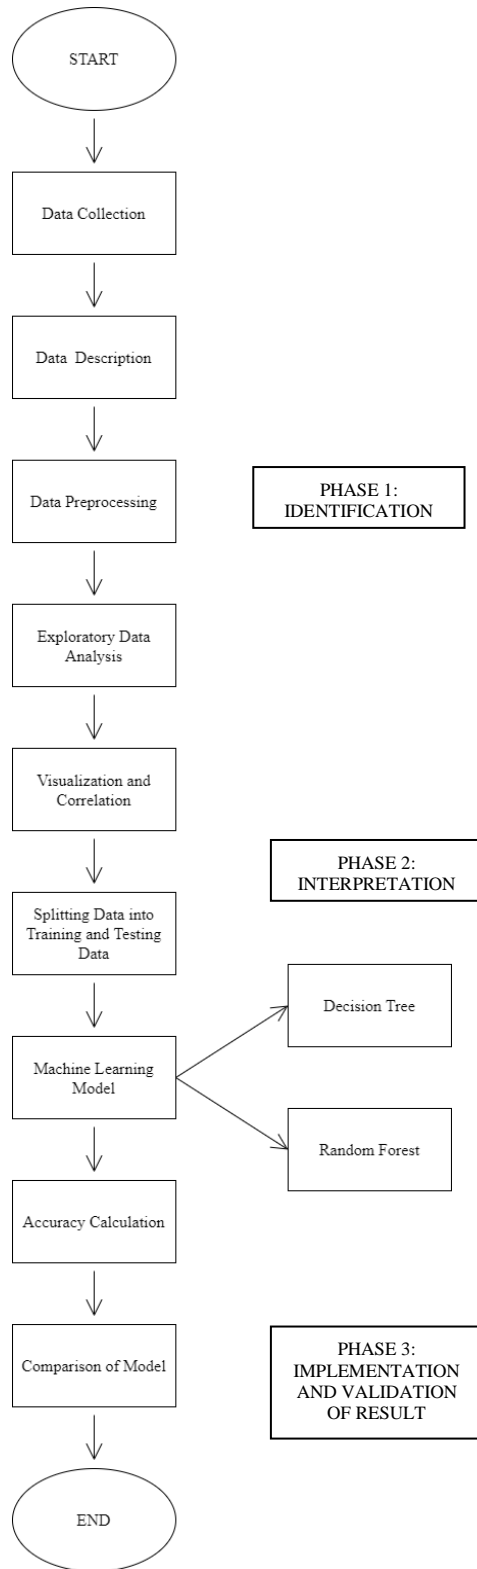 START
Data Collection
Data Description
Data Preprocessing
PHASE 1:
IDENTIFICATION
Exploratory Data
Analysis
Visualization and
Correlation
PHASE 2:
INTERPRETATION
Splitting Data into
Training and Testing
Data
Decision Tree
Machine Learning
Model
Random Forest
Accuracy Calculation
Comparison of Model
PHASE 3:
IMPLEMENTATION
AND VALIDATION
OF RESULT
END